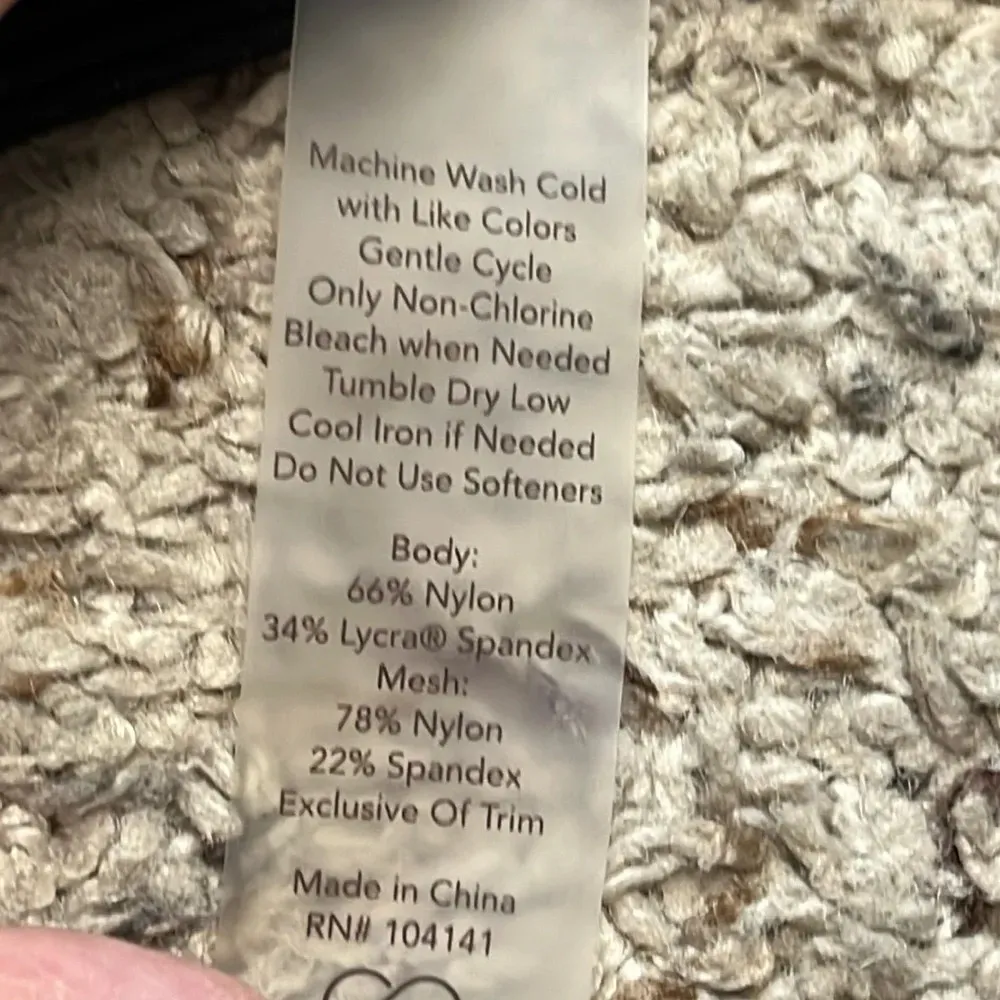 Machine Wash Cold
with Like Colors
Gentle Cycle
Only Non-Chlorine
Bleach when Needed
Tumble Dry Low
Cool Iron if Needed
Do Not Use Softeners
Body:
66% Nylon
34% Lycra® Spandex
Mesh:
78% Nylon
22% Spandex
Exclusive Of Trim
Made in China
RN# 104141